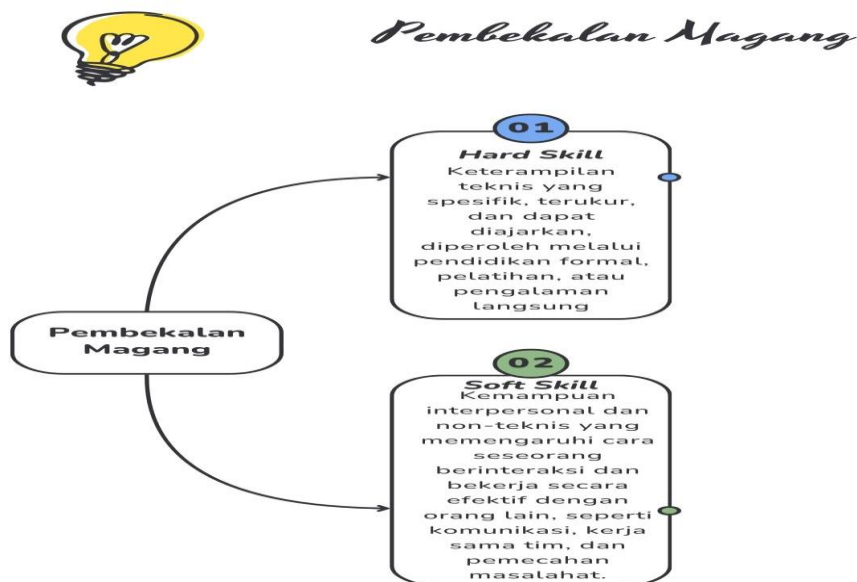 Pembekalan Magang
01
Hard Skill
Keterampilan
teknis yang
spesifik, terukur,
dan dapat
diajarkan,
diperoleh melalui
pendidikan formal,
pelatihan, atau
pengalaman
langsung
Pembekalan
Magang
02
Soft Skill
Kemampuan
interpersonal dan
non-teknis yang
memengaruhi cara
seseorang
berinteraksi dan
bekerja secara
efektif dengan
orang lain, seperti
komunikasi, kerja
sama tim, dan
pemecahan
masalahat.